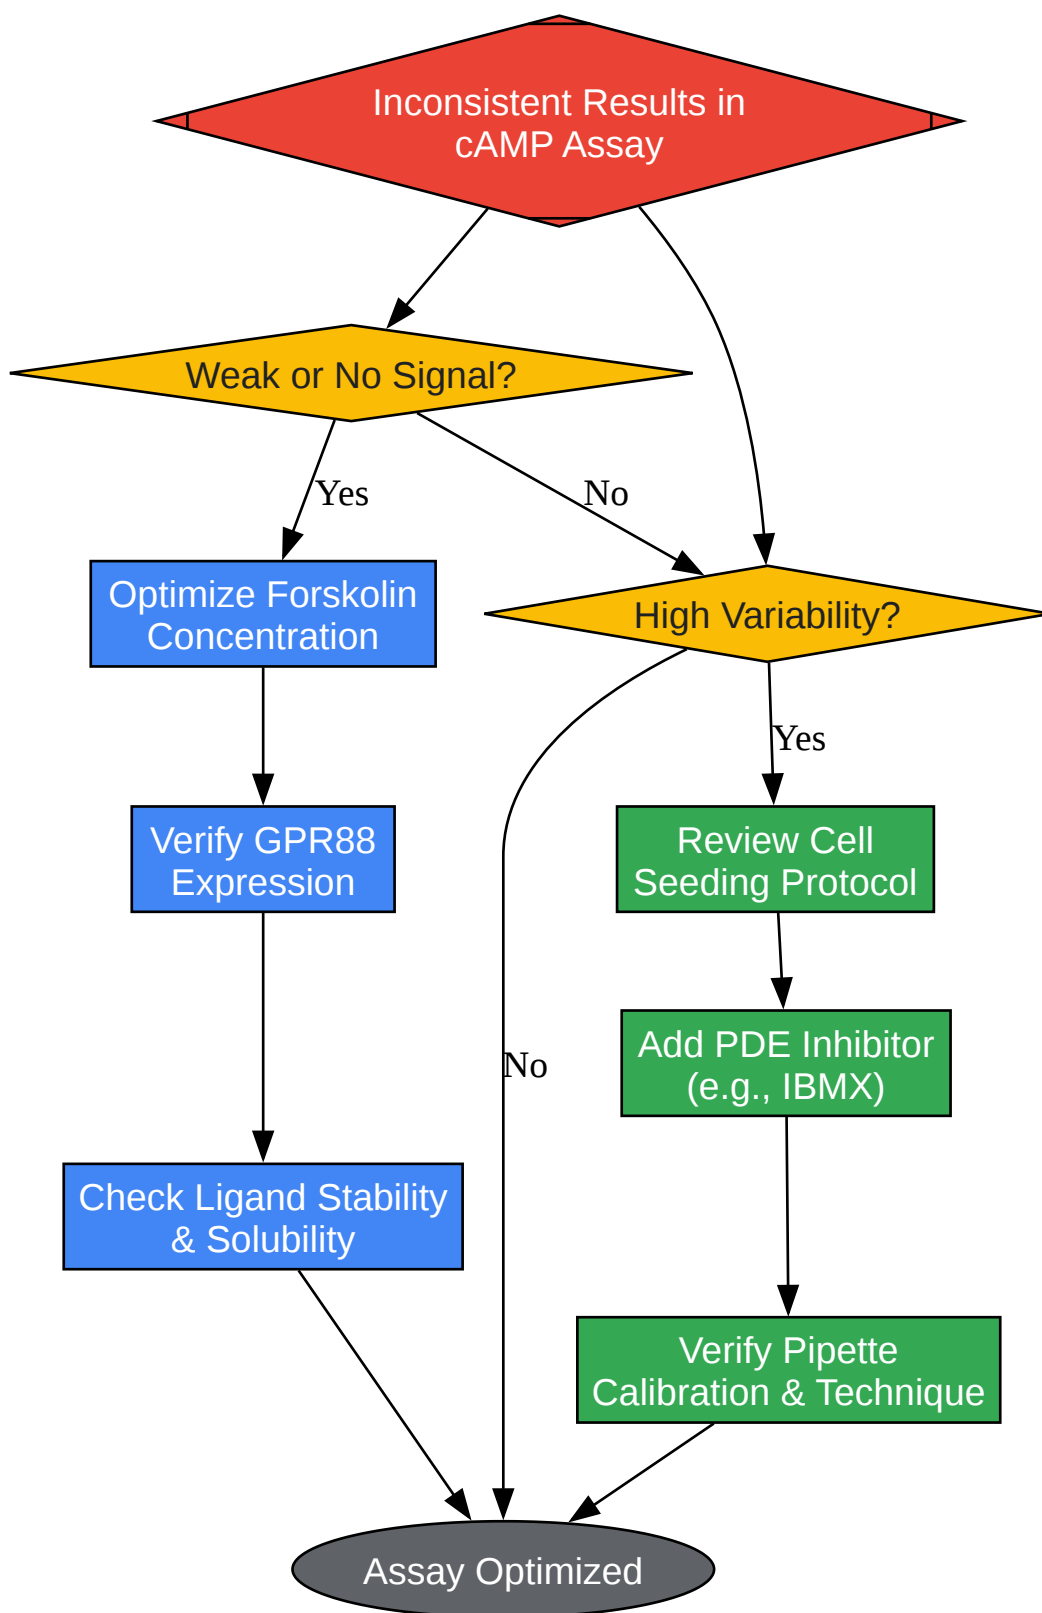 Inconsistent Results in
cAMP Assay
Weak or No Signal?
Yes
No
Optimize Forskolin
Concentration
High Variability?
Yes
Verify GPR88
Expression
Review Cell
Seeding Protocol
Add PDE Inhibitor
(e.g., IBMX)
No
Check Ligand Stability
& Solubility
Verify Pipette
Calibration & Technique
Assay Optimized